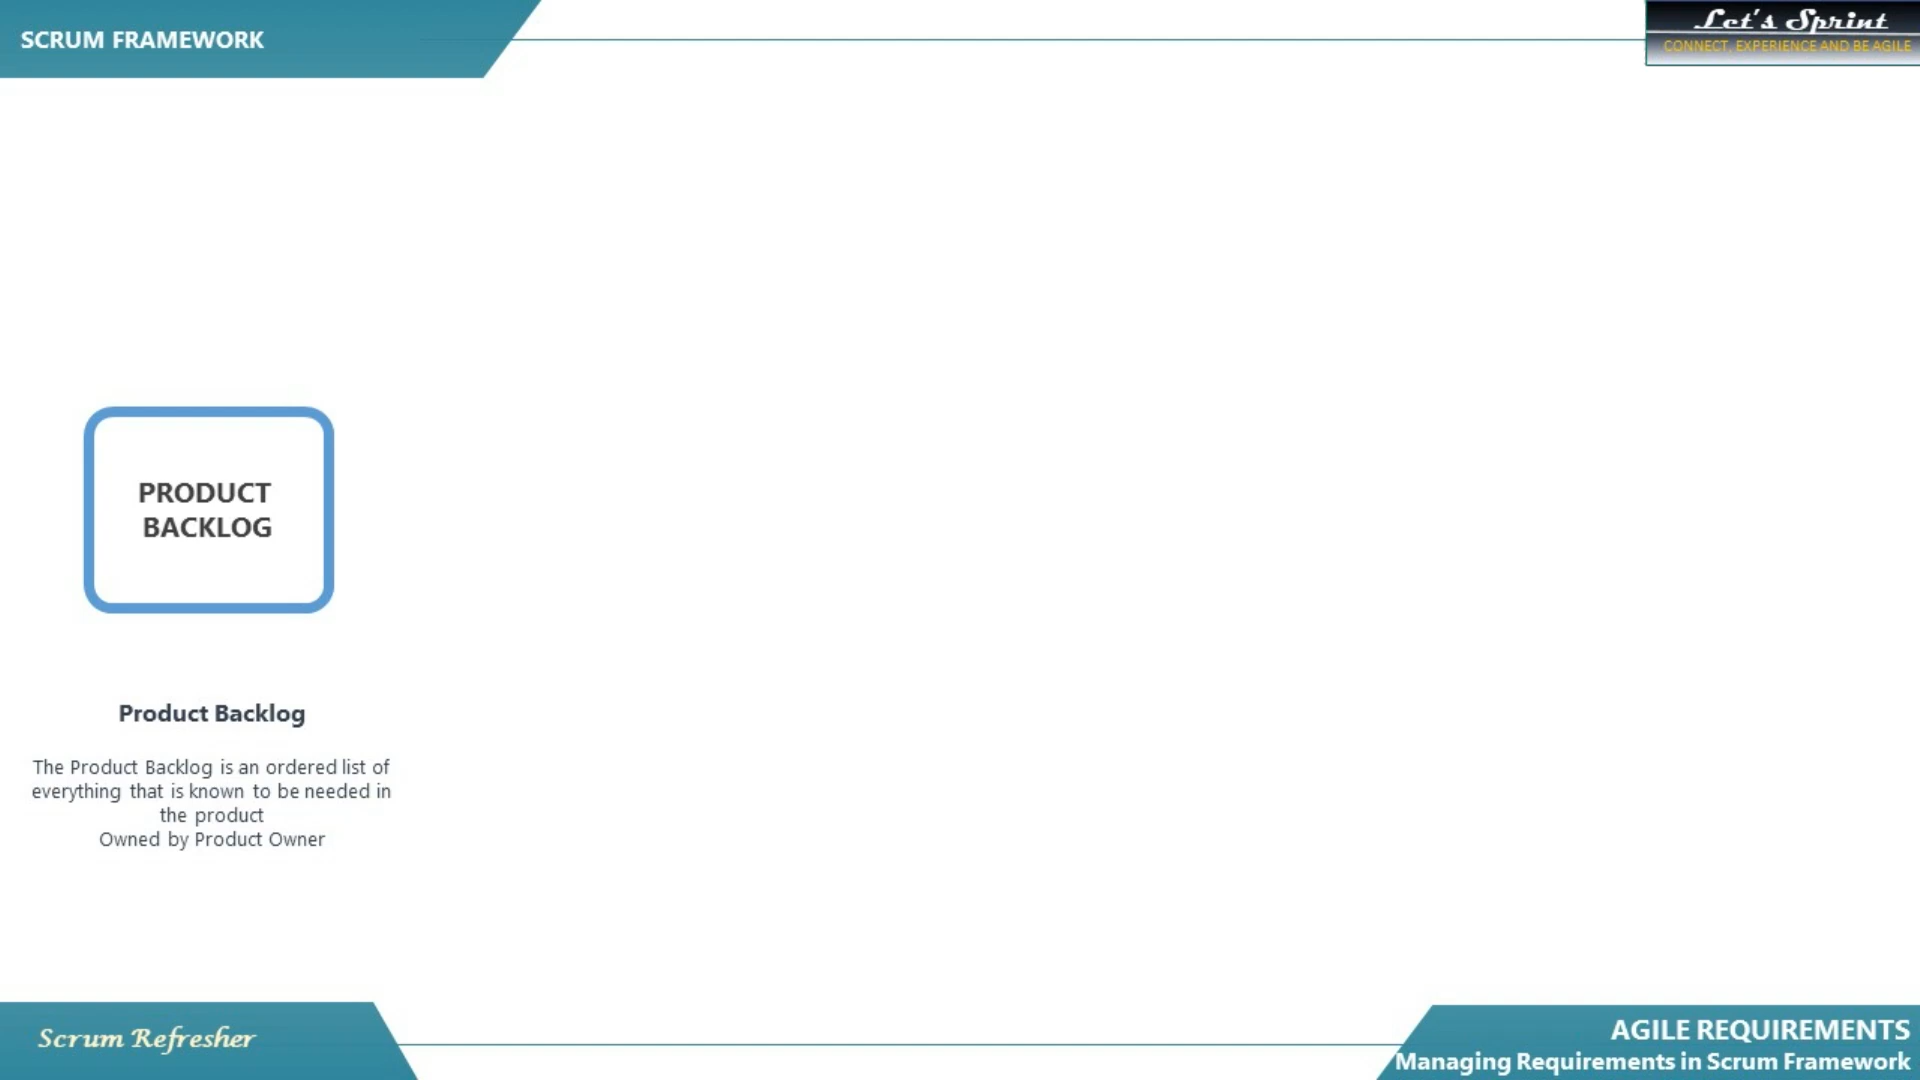 SCRUM FRAMEWORK
Let's Sprint
CONNECT, EXPERIENCE AND BE AGILE
PRODUCT
BACKLOG
Product Backlog
The Product Backlog is an ordered list of
everything that is known to be needed in
the product
Owned by Product Owner
Scrum Refresher
AGILE REQUIREMENTS
Managing Requirements in Scrum Framework